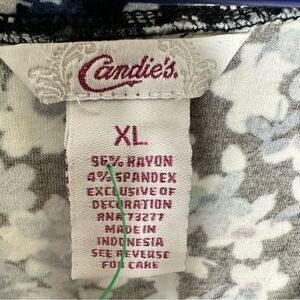 Candie's.
XL
96% RAYON
4% SPANDEX
EXCLUSIVE OF
DECORATION
RN# 73277
MADE IN
INDONESIA
SEE REVERSE
FOR CARE